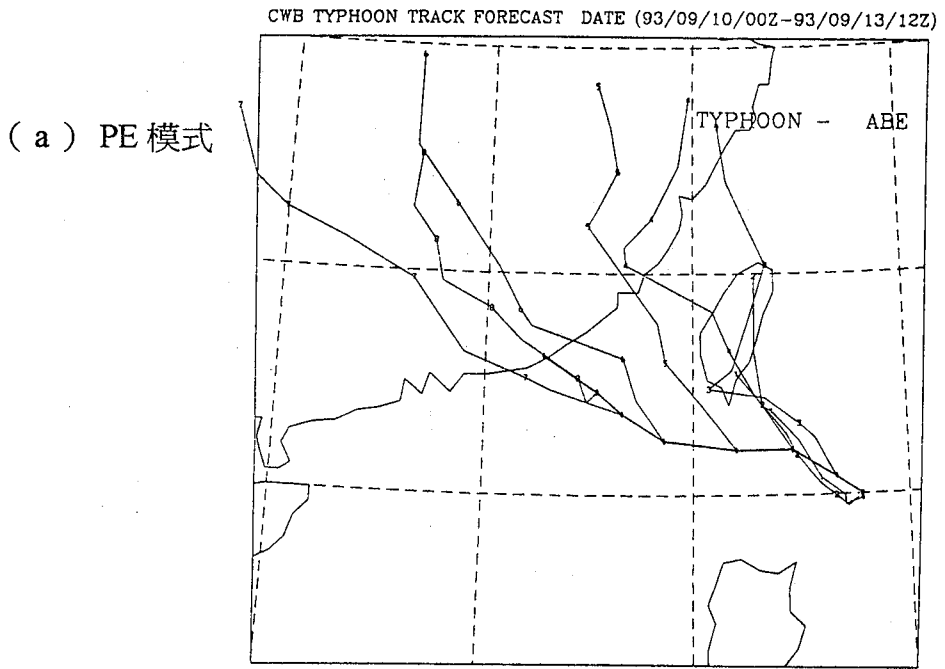 CWB TYPHOON TRACK FORECAST DATE (93/09/10/00Z-93/09/13/12Z)
(a) PE 模式
TYPHOON - ABE